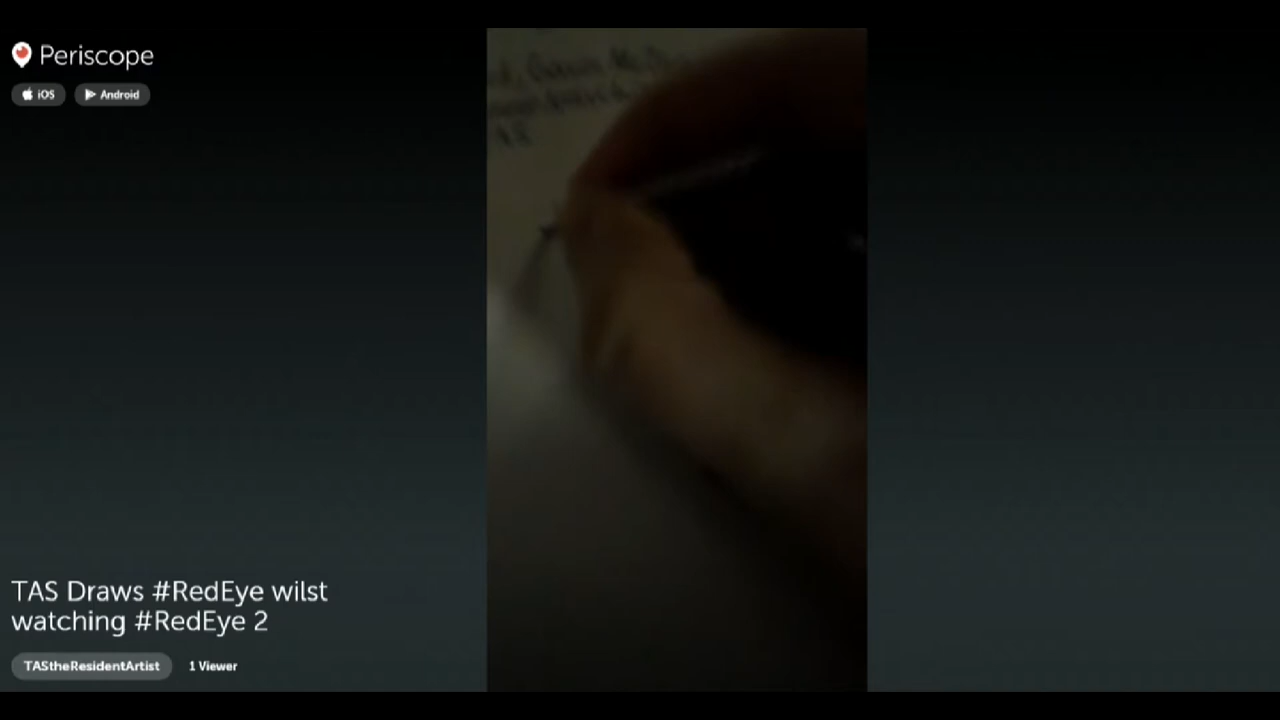 Periscope
iOS
Android
TAS Draws #RedEye wilst
watching #RedEye 2
TAStheResidentArtist
1 Viewer